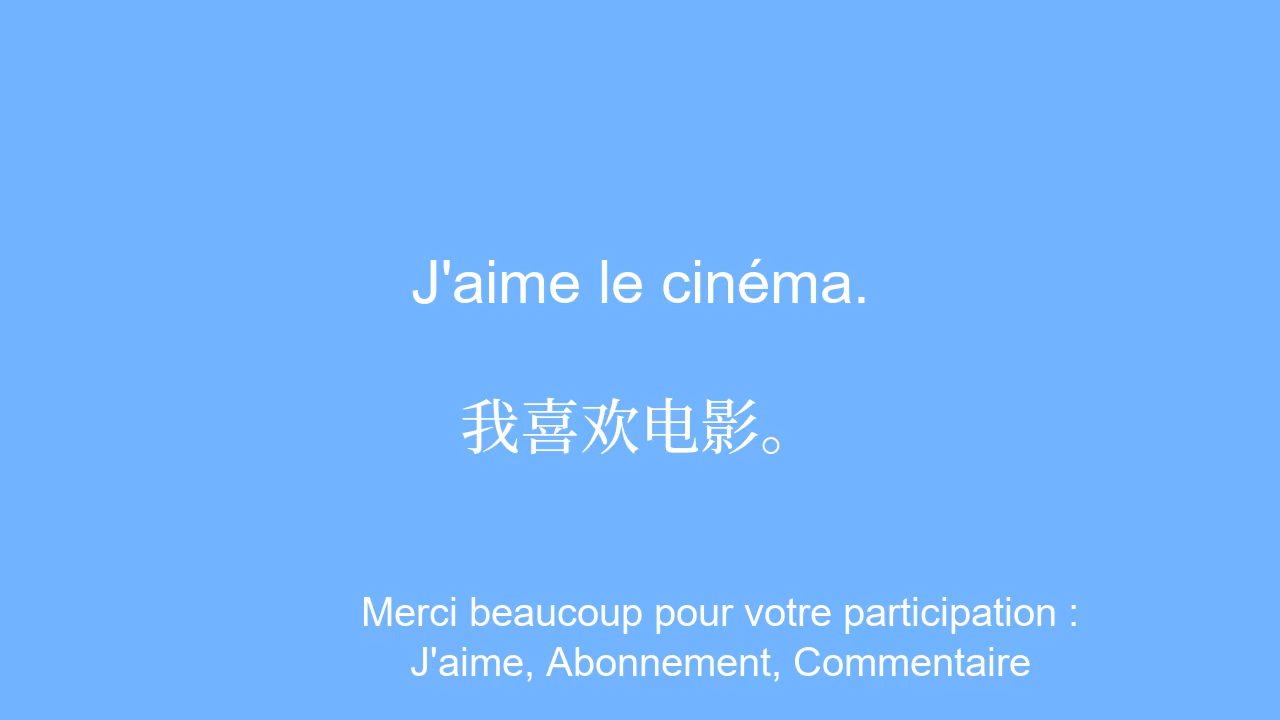 J'aime le cinéma.
我喜欢电影。
Merci beaucoup pour votre participation :
J'aime, Abonnement, Commentaire